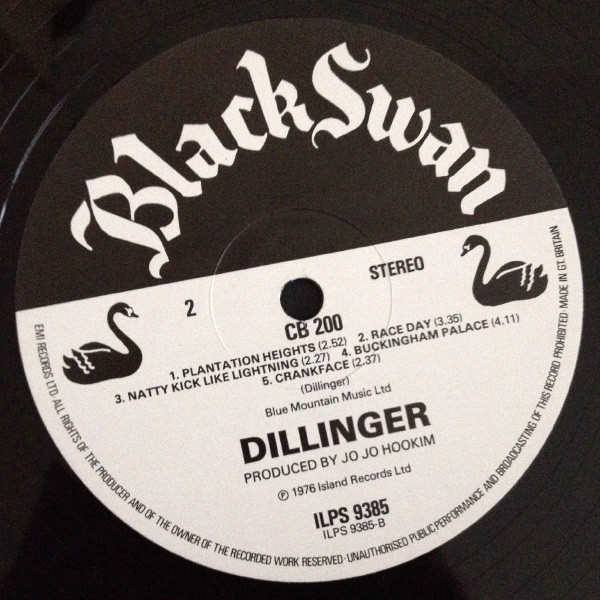 Black Swan
2
STEREO
CB 200
1. PLANTATION HEIGHTS (2.52) 2. RACE DAY (3.35)
3. NATTY KICK LIKE LIGHTNING (2.27) 4. BUCKINGHAM PALACE (4.11)
5. CRANKFACE (2.37)
(Dillinger)
Blue Mountain Music Ltd
DILLINGER
PRODUCED BY JO JO HOOKIM
℗ 1976 Island Records Ltd
ILPS 9385
ILPS 9385-B
EMI RECORDS LTD. ALL RIGHTS OF THE PRODUCER AND OF THE OWNER OF THE RECORDED WORK RESERVED·UNAUTHORISED PUBLIC PERFORMANCE AND BROADCASTING OF THIS RECORD PROHIBITED·MADE IN GT. BRITAIN